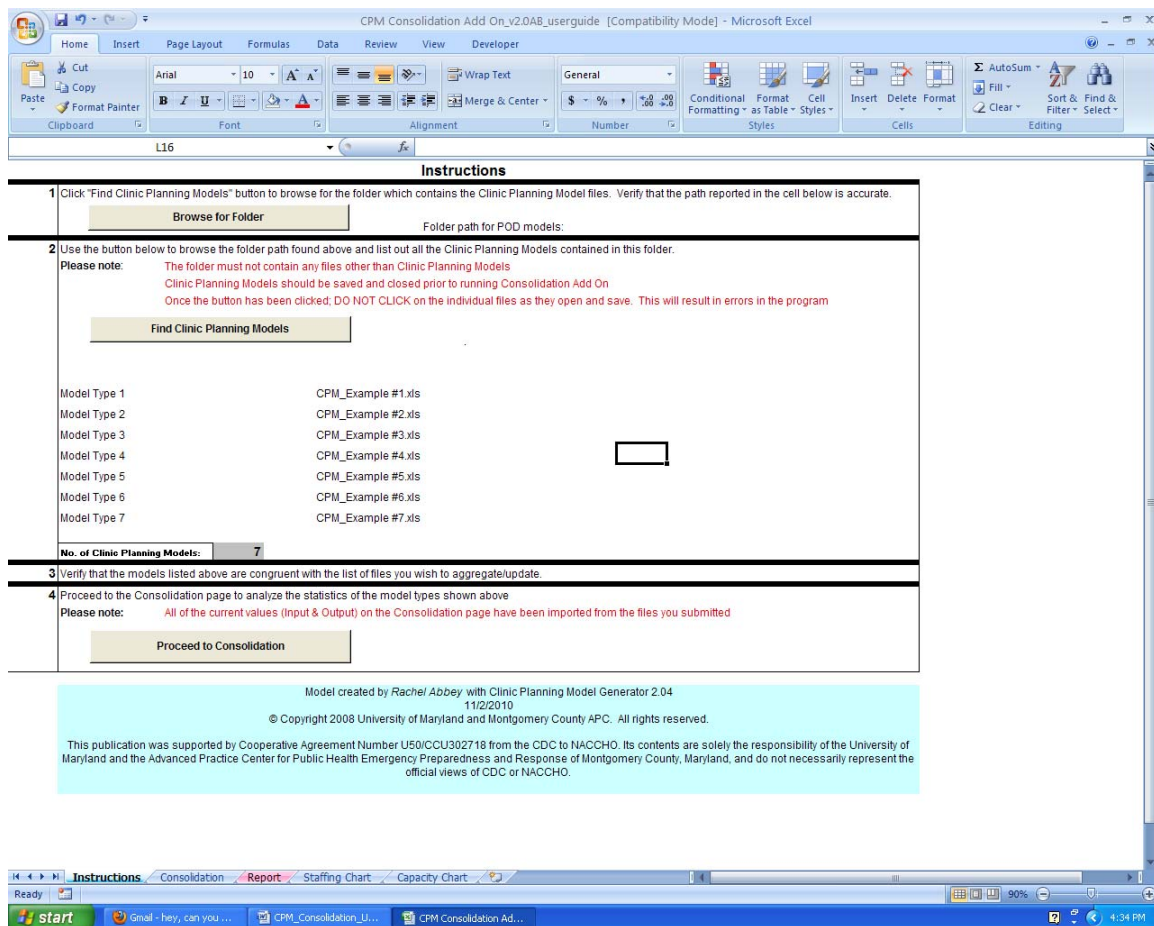 CPM Consolidation Add On_v2.0AB_userguide [Compatibility Mode] - Microsoft Excel
Home Insert Page Layout Formulas Data Review View Developer
Paste
Cut
Copy
Format Painter
Clipboard
Arial 10
B I U
Font
Wrap Text
Merge & Center
Alignment
General
$ % ,
Number
Conditional Formatting
Format as Table
Cell Styles
Styles
Insert Delete Format
Cells
Σ AutoSum
Fill
Clear
Sort & Filter
Find & Select
Editing
L16 fx
Instructions
1 Click "Find Clinic Planning Models" button to browse for the folder which contains the Clinic Planning Model files. Verify that the path reported in the cell below is accurate.
Browse for Folder
Folder path for POD models:
2 Use the button below to browse the folder path found above and list out all the Clinic Planning Models contained in this folder.
Please note: The folder must not contain any files other than Clinic Planning Models
Clinic Planning Models should be saved and closed prior to running Consolidation Add On
Once the button has been clicked; DO NOT CLICK on the individual files as they open and save. This will result in errors in the program
Find Clinic Planning Models
Model Type 1 CPM_Example #1.xls
Model Type 2 CPM_Example #2.xls
Model Type 3 CPM_Example #3.xls
Model Type 4 CPM_Example #4.xls
Model Type 5 CPM_Example #5.xls
Model Type 6 CPM_Example #6.xls
Model Type 7 CPM_Example #7.xls
No. of Clinic Planning Models: 7
3 Verify that the models listed above are congruent with the list of files you wish to aggregate/update.
4 Proceed to the Consolidation page to analyze the statistics of the model types shown above
Please note: All of the current values (Input & Output) on the Consolidation page have been imported from the files you submitted
Proceed to Consolidation
Model created by Rachel Abbey with Clinic Planning Model Generator 2.04
11/2/2010
© Copyright 2008 University of Maryland and Montgomery County APC. All rights reserved.
This publication was supported by Cooperative Agreement Number U50/CCU302718 from the CDC to NACCHO. Its contents are solely the responsibility of the University of
Maryland and the Advanced Practice Center for Public Health Emergency Preparedness and Response of Montgomery County, Maryland, and do not necessarily represent the
official views of CDC or NACCHO.
Instructions Consolidation Report Staffing Chart Capacity Chart
Ready 90%
start Gmail - hey, can you ... CPM_Consolidation_U... CPM Consolidation Ad... 4:34 PM